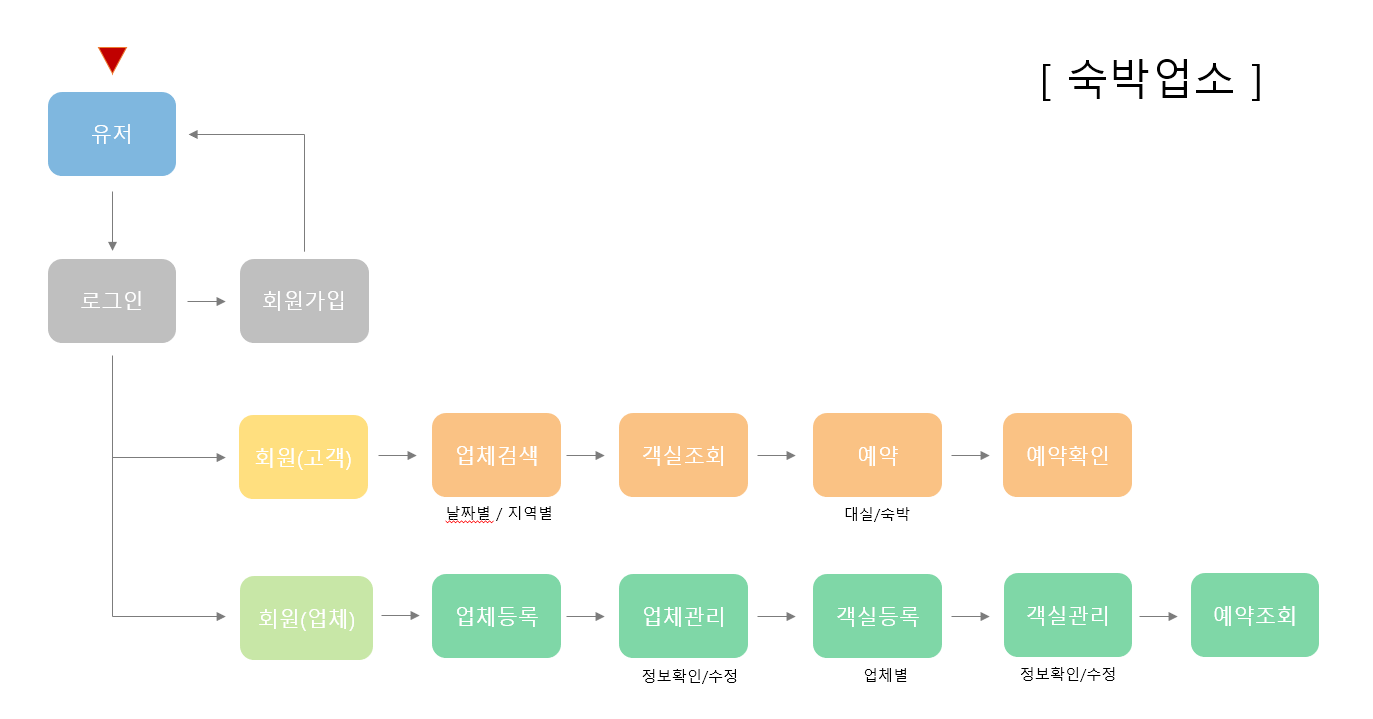 [ 숙박업소 ]
유저
로그인
회원가입
회원(고객)
업체검색
객실조회
예약
예약확인
날짜별 / 지역별
대실/숙박
회원(업체)
업체등록
업체관리
객실등록
객실관리
예약조회
정보확인/수정
업체별
정보확인/수정